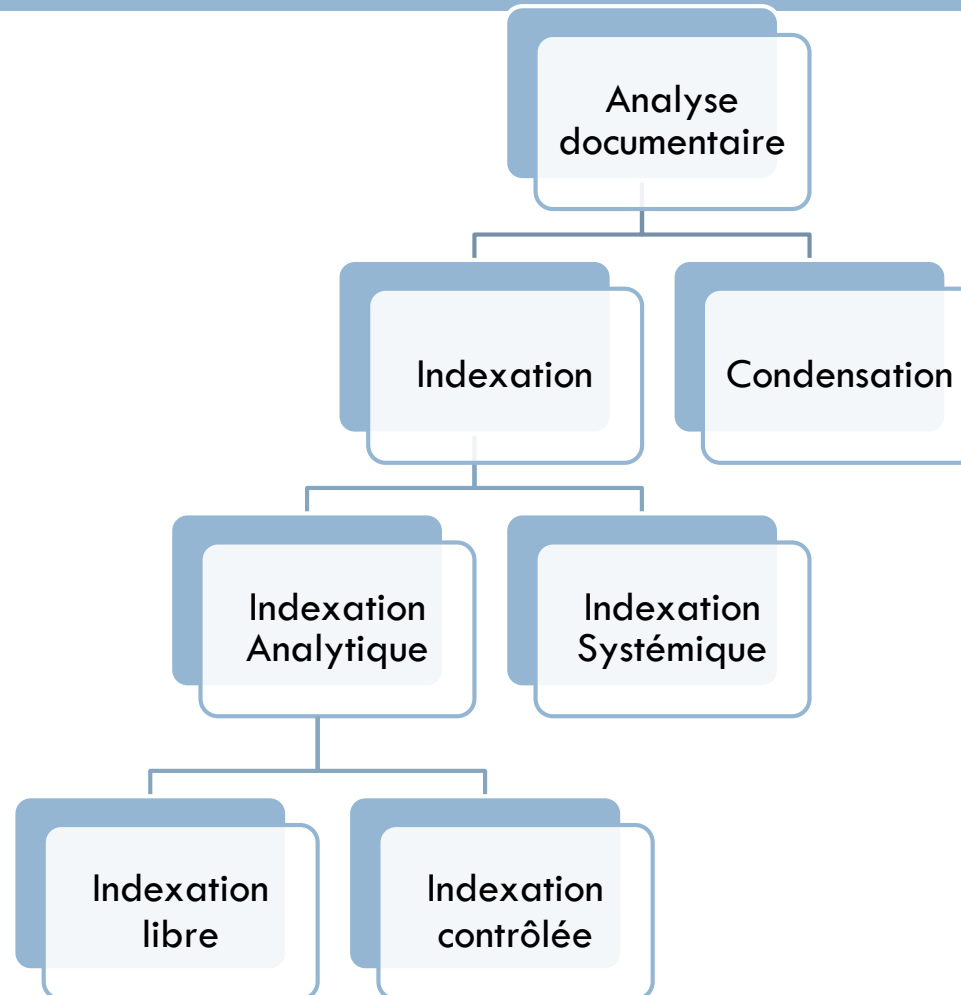 Analyse
documentaire
Indexation
Condensation
Indexation
Analytique
Indexation
Systémique
Indexation
libre
Indexation
contrôlée